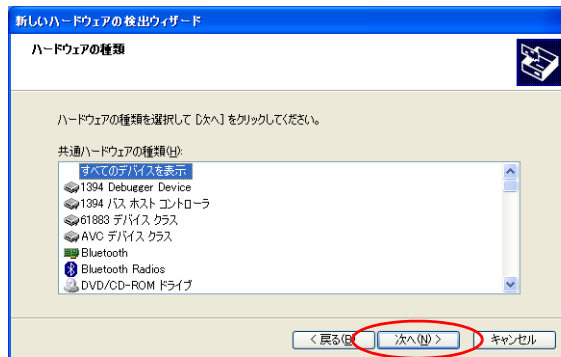 新しいハードウェアの検出ウィザード
ハードウェアの種類
ハードウェアの種類を選択して [次へ] をクリックしてください。
共通ハードウェアの種類(H):
すべてのデバイスを表示
1394 Debugger Device
1394 バス ホスト コントローラ
61883 デバイス クラス
AVC デバイス クラス
Bluetooth
Bluetooth Radios
DVD/CD-ROM ドライブ
< 戻る(B) 次へ(N) > キャンセル